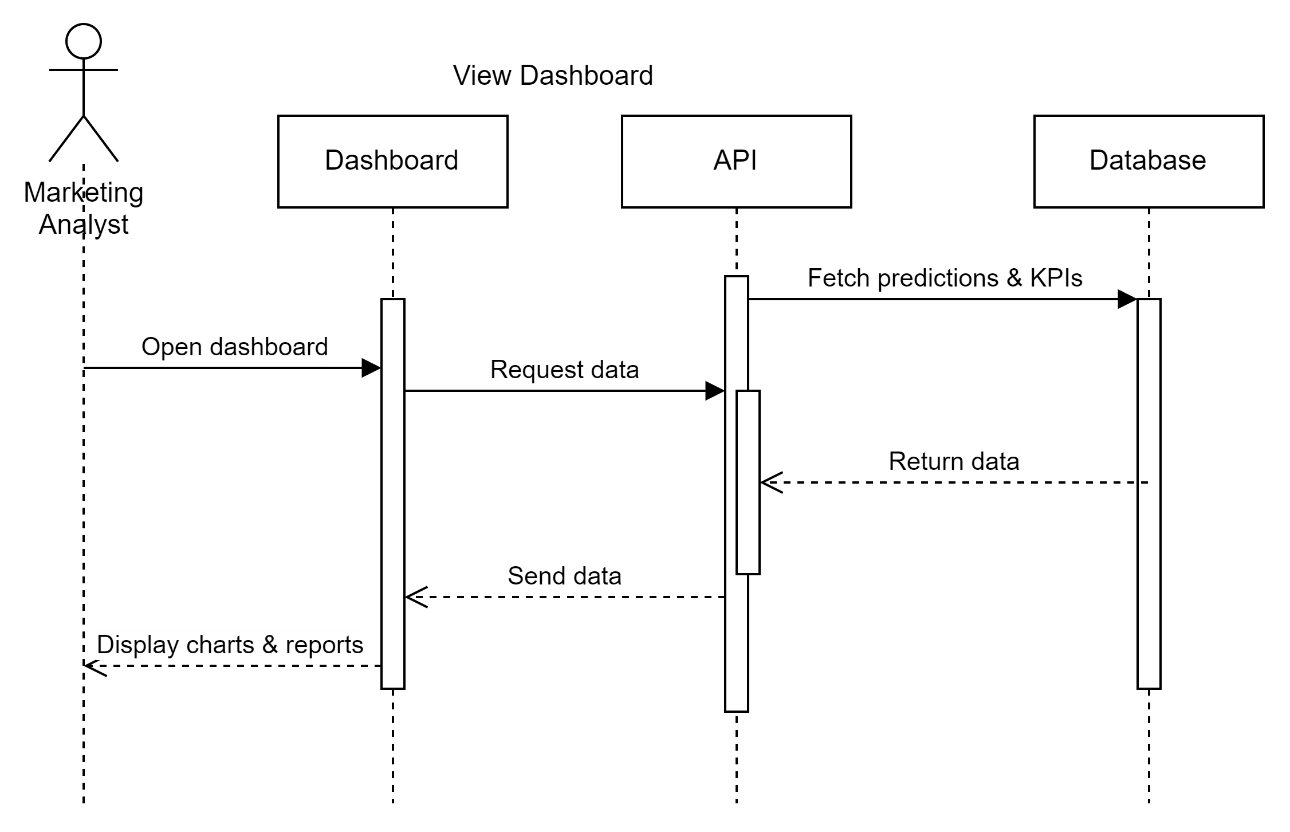 View Dashboard
Dashboard
API
Database
Marketing
Analyst
Fetch predictions & KPIs
Open dashboard
Request data
Return data
Send data
Display charts & reports